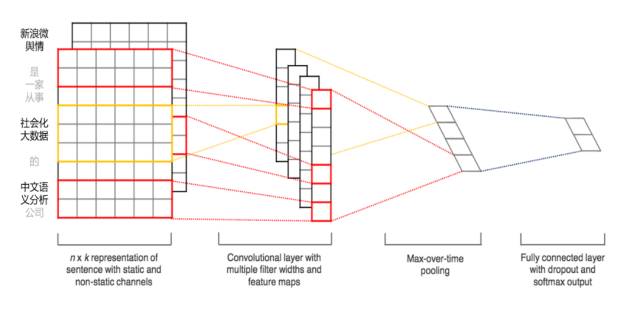 新浪微
舆情
是
一家
从事
社会化
大数据
的
中文语
义分析
公司
n x k representation of
sentence with static and
non-static channels
Convolutional layer with
multiple filter widths and
feature maps
Max-over-time
pooling
Fully connected layer
with dropout and
softmax output